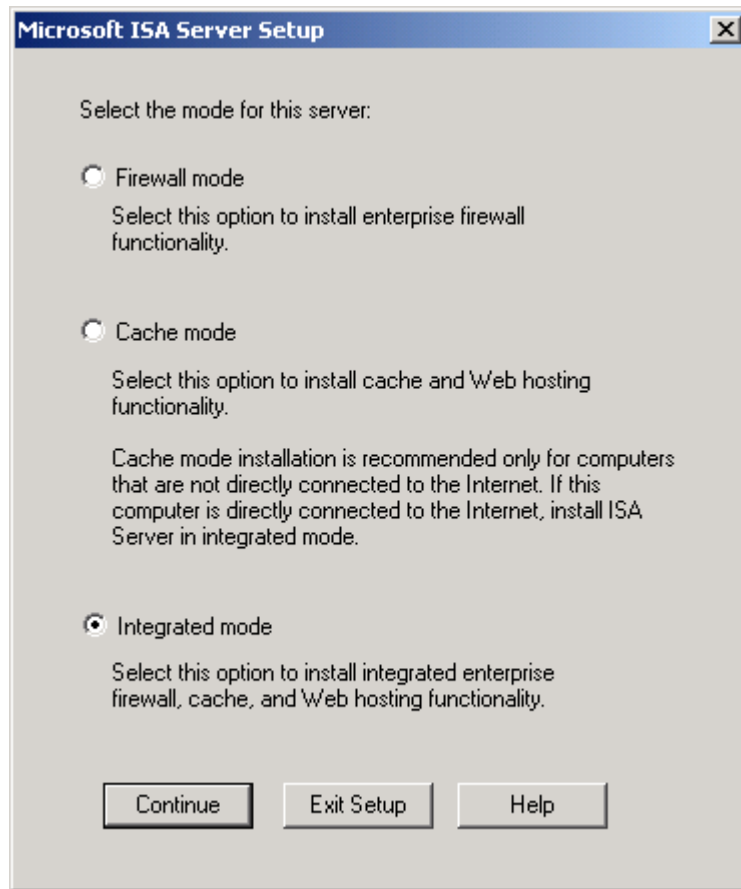 Microsoft ISA Server Setup
Select the mode for this server:
Firewall mode
Select this option to install enterprise firewall
functionality.
Cache mode
Select this option to install cache and Web hosting
functionality.
Cache mode installation is recommended only for computers
that are not directly connected to the Internet. If this
computer is directly connected to the Internet, install ISA
Server in integrated mode.
Integrated mode
Select this option to install integrated enterprise
firewall, cache, and Web hosting functionality.
Continue Exit Setup Help